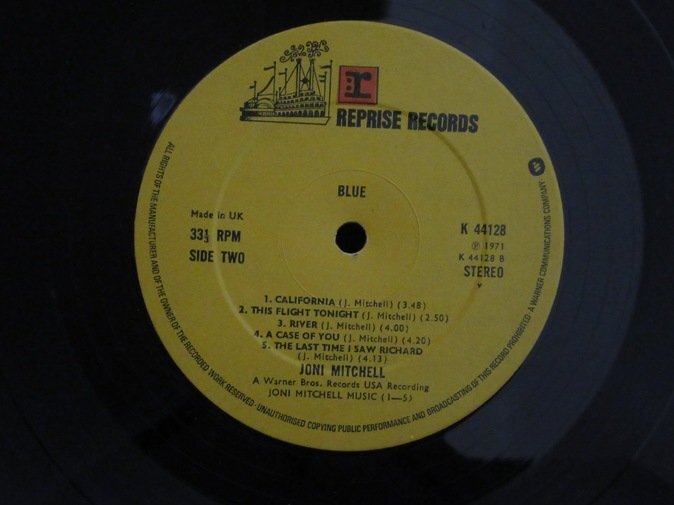 r
REPRISE RECORDS
BLUE
Made in UK
33⅓ RPM
SIDE TWO
K 44128
Ⓟ 1971
K 44128 B
STEREO
1. CALIFORNIA (J. Mitchell) (3.48)
2. THIS FLIGHT TONIGHT (J. Mitchell) (2.50)
3. RIVER (J. Mitchell) (4.00)
4. A CASE OF YOU (J. Mitchell) (4.20)
5. THE LAST TIME I SAW RICHARD
(J. Mitchell) (4.13)
JONI MITCHELL
A Warner Bros. Records USA Recording
JONI MITCHELL MUSIC (1—5)
ALL RIGHTS OF THE MANUFACTURER AND OF THE OWNER OF THE RECORDED WORK RESERVED · UNAUTHORISED COPYING PUBLIC PERFORMANCE AND BROADCASTING OF THIS RECORD PROHIBITED · A WARNER COMMUNICATIONS COMPANY